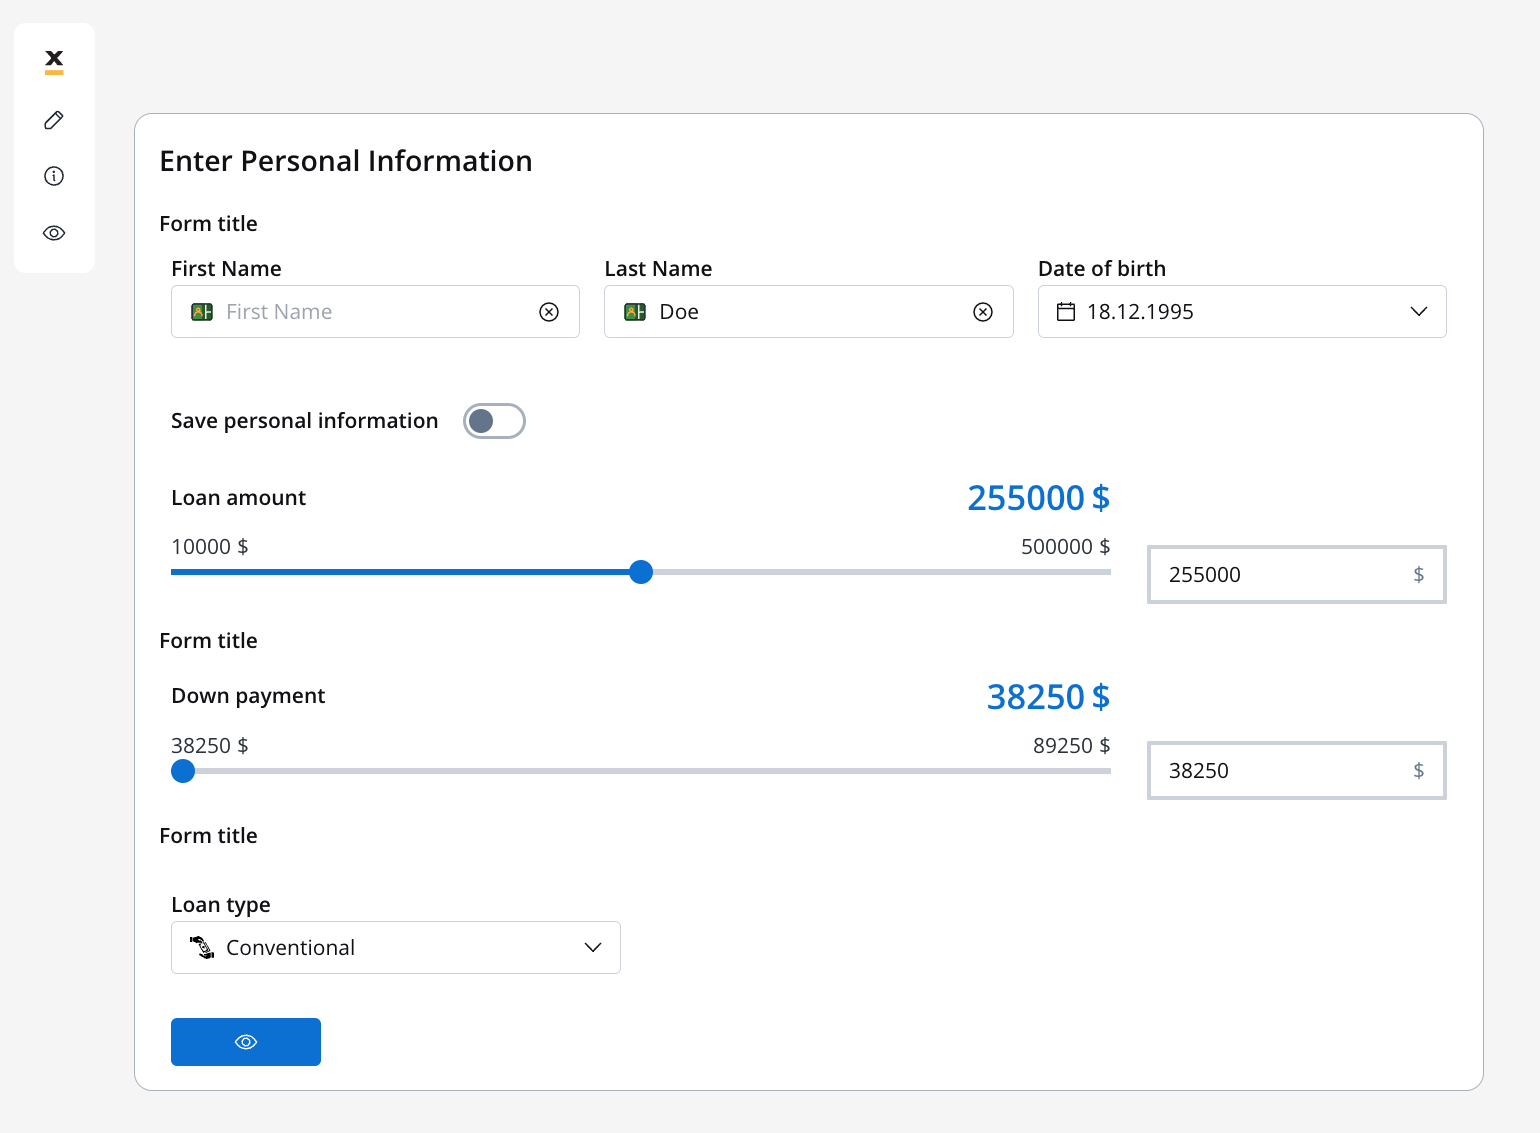 x
Enter Personal Information
Form title
First Name Last Name Date of birth
First Name Doe 18.12.1995
Save personal information
Loan amount 255000 $
10000 $ 500000 $
255000 $
Form title
Down payment 38250 $
38250 $ 89250 $
38250 $
Form title
Loan type
Conventional